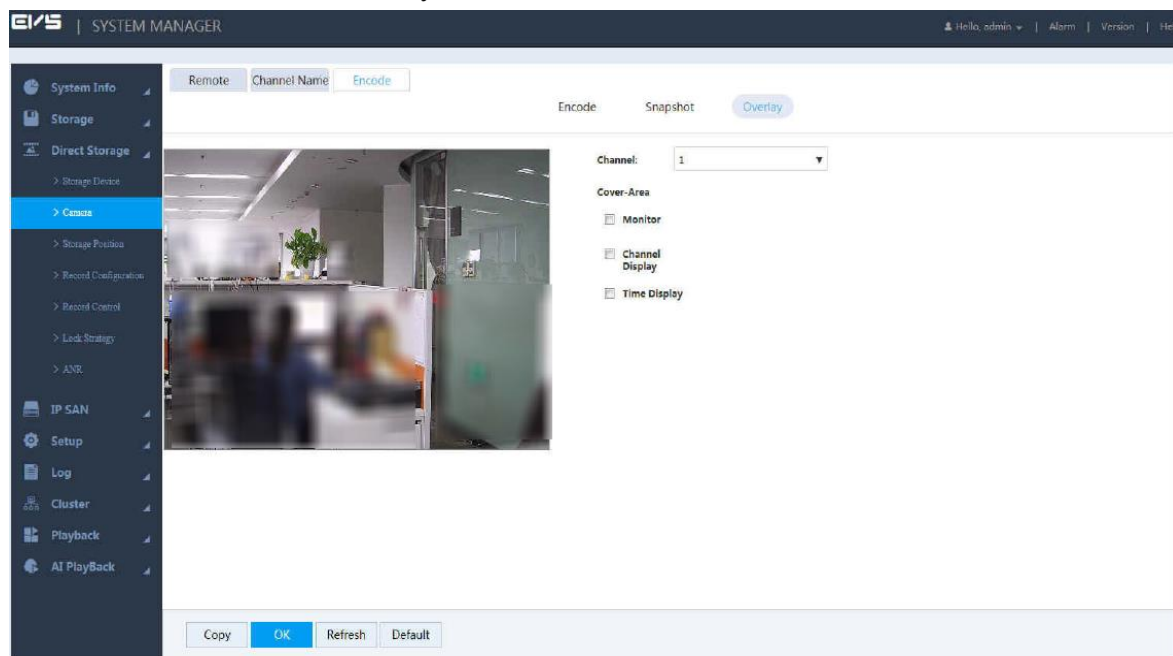 EIVS | SYSTEM MANAGER
Hello, admin | Alarm | Version | He
System Info
Storage
Direct Storage
> Storage Device
> Camera
> Storage Position
> Record Configuration
> Record Control
> Lock Strategy
> ANR
IP SAN
Setup
Log
Cluster
Playback
AI PlayBack
Remote Channel Name Encode
Encode Snapshot Overlay
Channel: 1
Cover-Area
Monitor
Channel
Display
Time Display
Copy OK Refresh Default